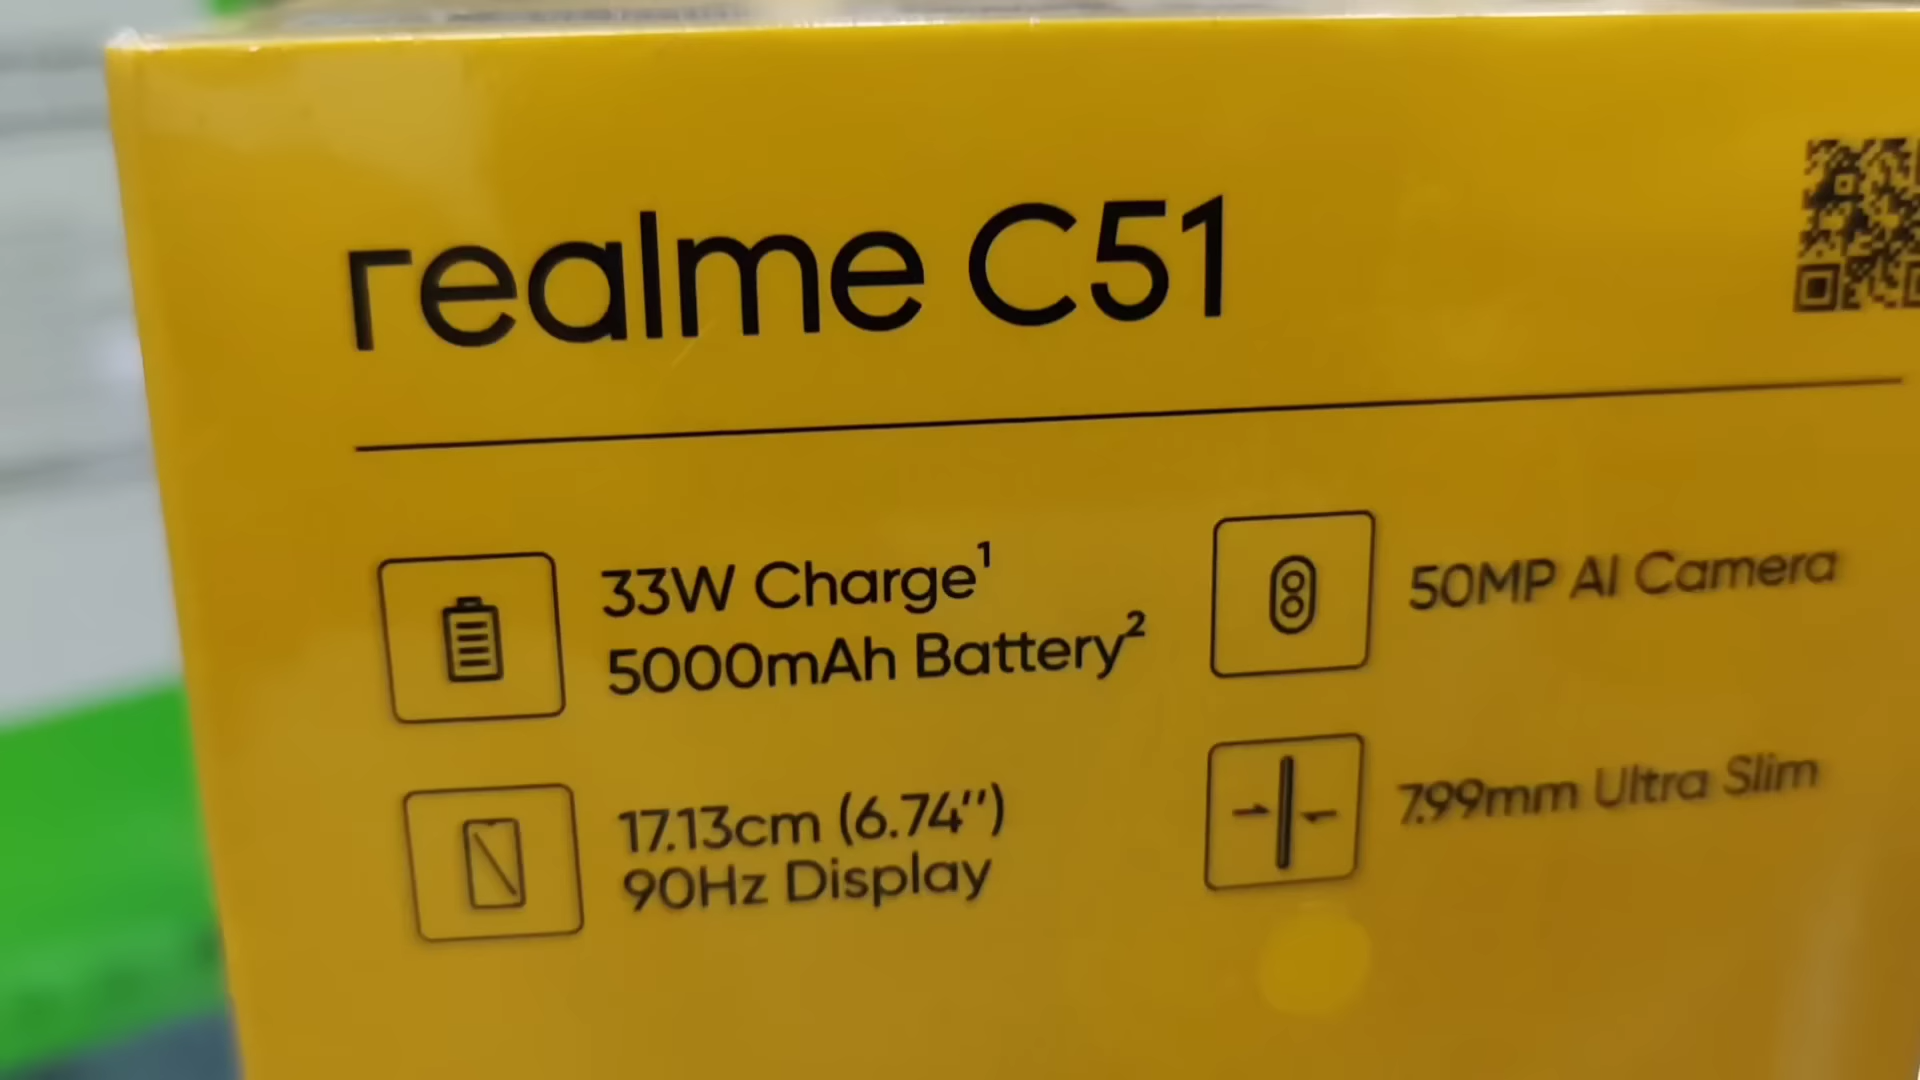 realme C51
33W Charge¹
5000mAh Battery²
50MP AI Camera
17.13cm (6.74'')
90Hz Display
7.99mm Ultra Slim